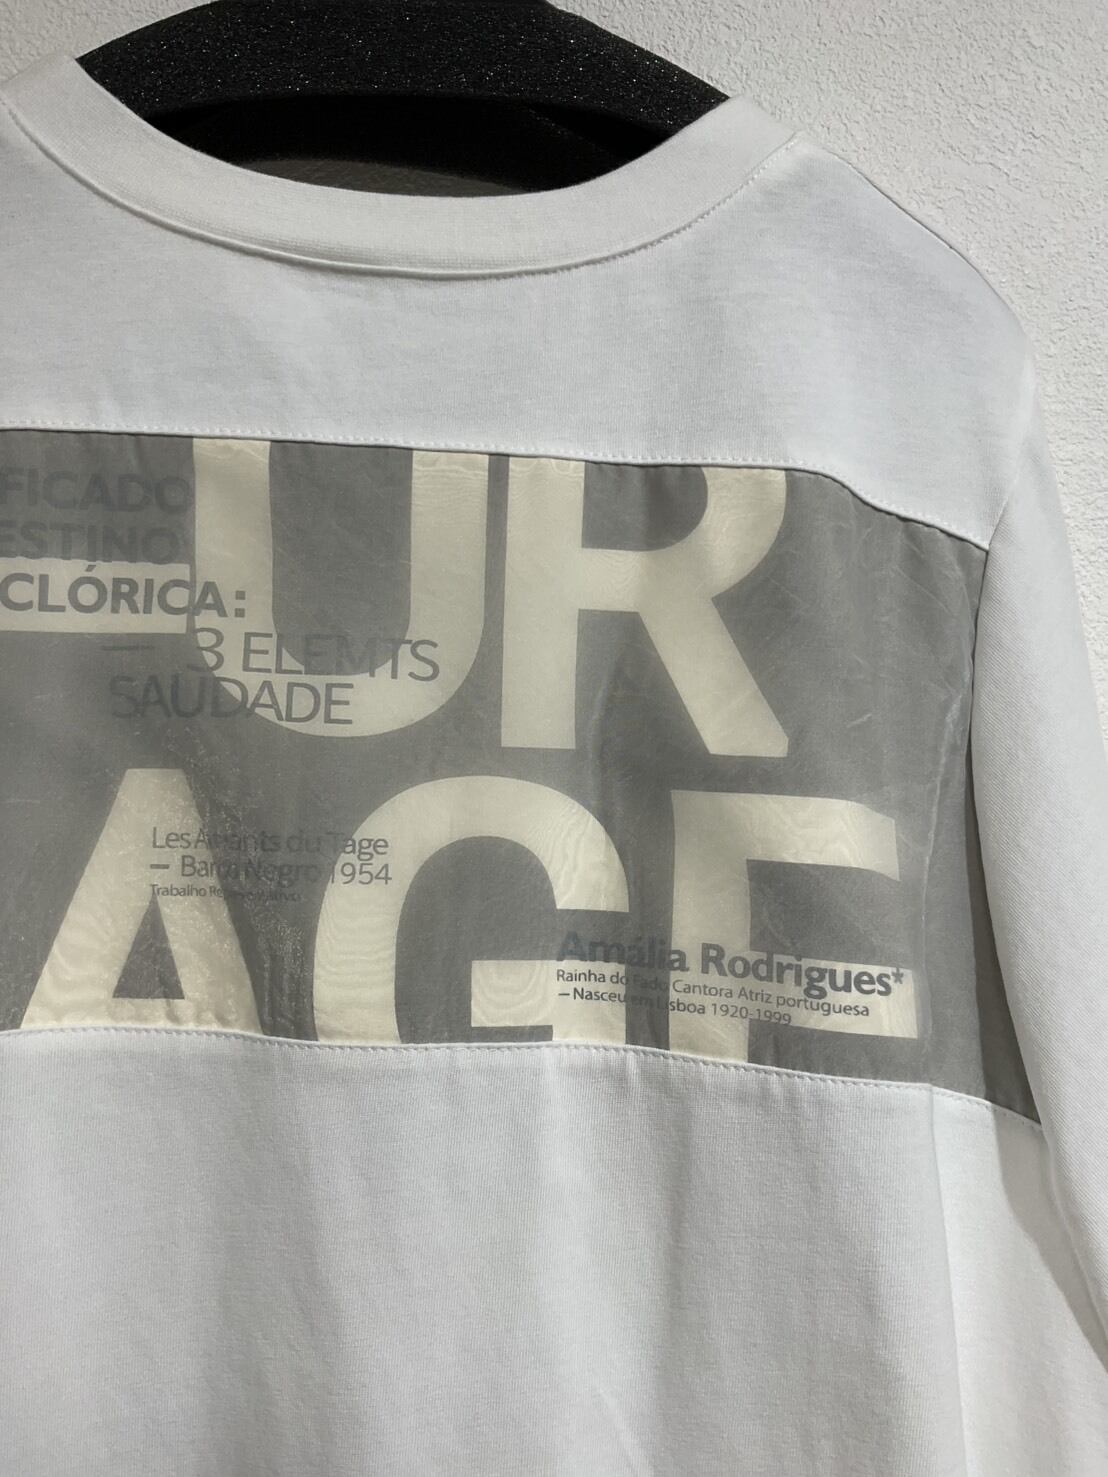 FICADO
ESTINO
CLÓRICA:
— 3 ELEMTS
SAUDADE
UR
AGE
Les Amants du Tage
— Barco Negro 1954
Trabalho
Amália Rodrigues*
Rainha do Fado Cantora Atriz portuguesa
— Nasceu em Lisboa 1920-1999